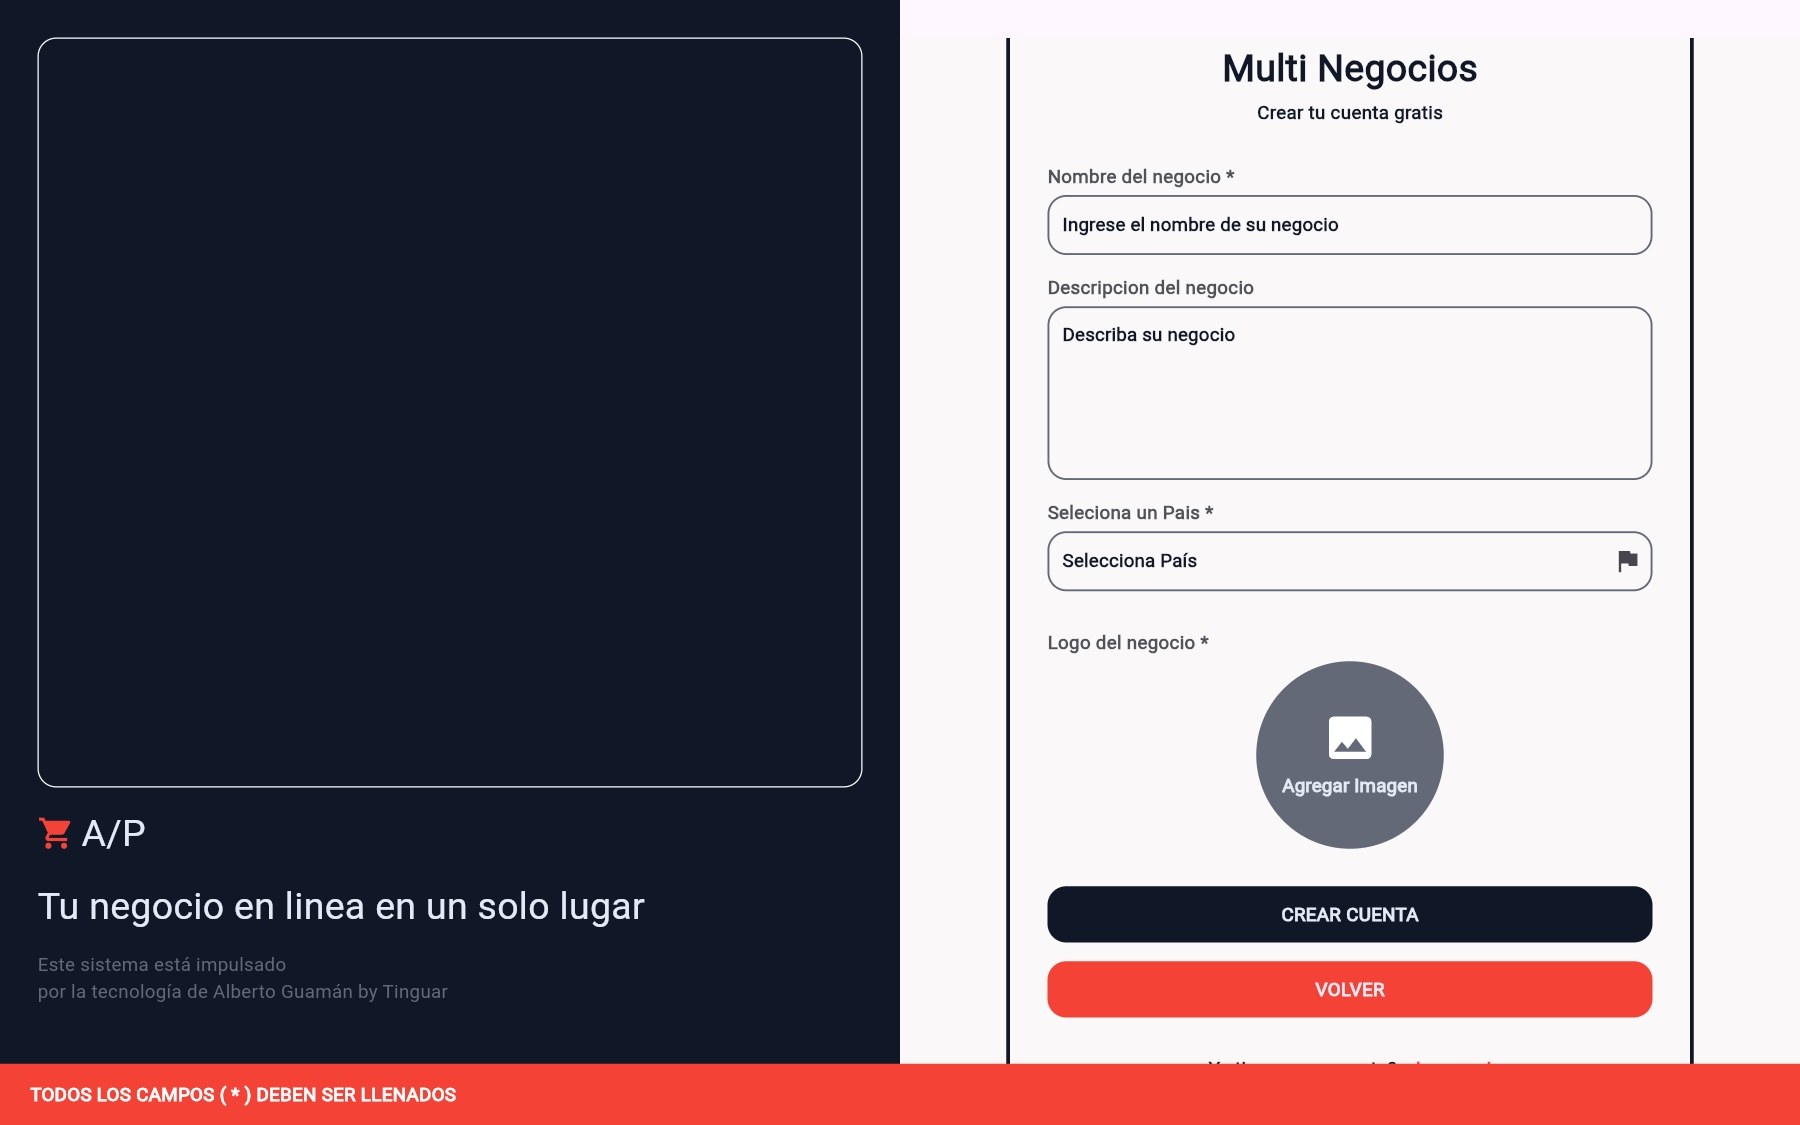 A/P
Tu negocio en linea en un solo lugar
Este sistema está impulsado
por la tecnología de Alberto Guamán by Tinguar
Multi Negocios
Crear tu cuenta gratis
Nombre del negocio *
Ingrese el nombre de su negocio
Descripcion del negocio
Describa su negocio
Seleciona un Pais *
Selecciona País
Logo del negocio *
Agregar Imagen
CREAR CUENTA
VOLVER
TODOS LOS CAMPOS ( * ) DEBEN SER LLENADOS